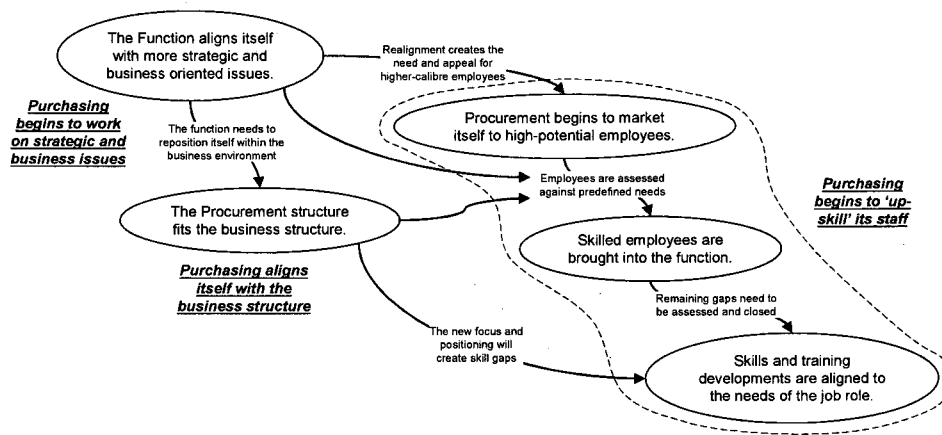 The Function aligns itself
with more strategic and
business oriented issues.
Realignment creates the
need and appeal for
higher-calibre employees
Purchasing
begins to work
on strategic and
business issues
The function needs to
reposition itself within the
business environment
Procurement begins to market
itself to high-potential employees.
Employees are assessed
against predefined needs
Purchasing
begins to 'up-
skill' its staff
The Procurement structure
fits the business structure.
Skilled employees are
brought into the function.
Purchasing aligns
itself with the
business structure
Remaining gaps need to
be assessed and closed
The new focus and
positioning will
create skill gaps
Skills and training
developments are aligned to
the needs of the job role.